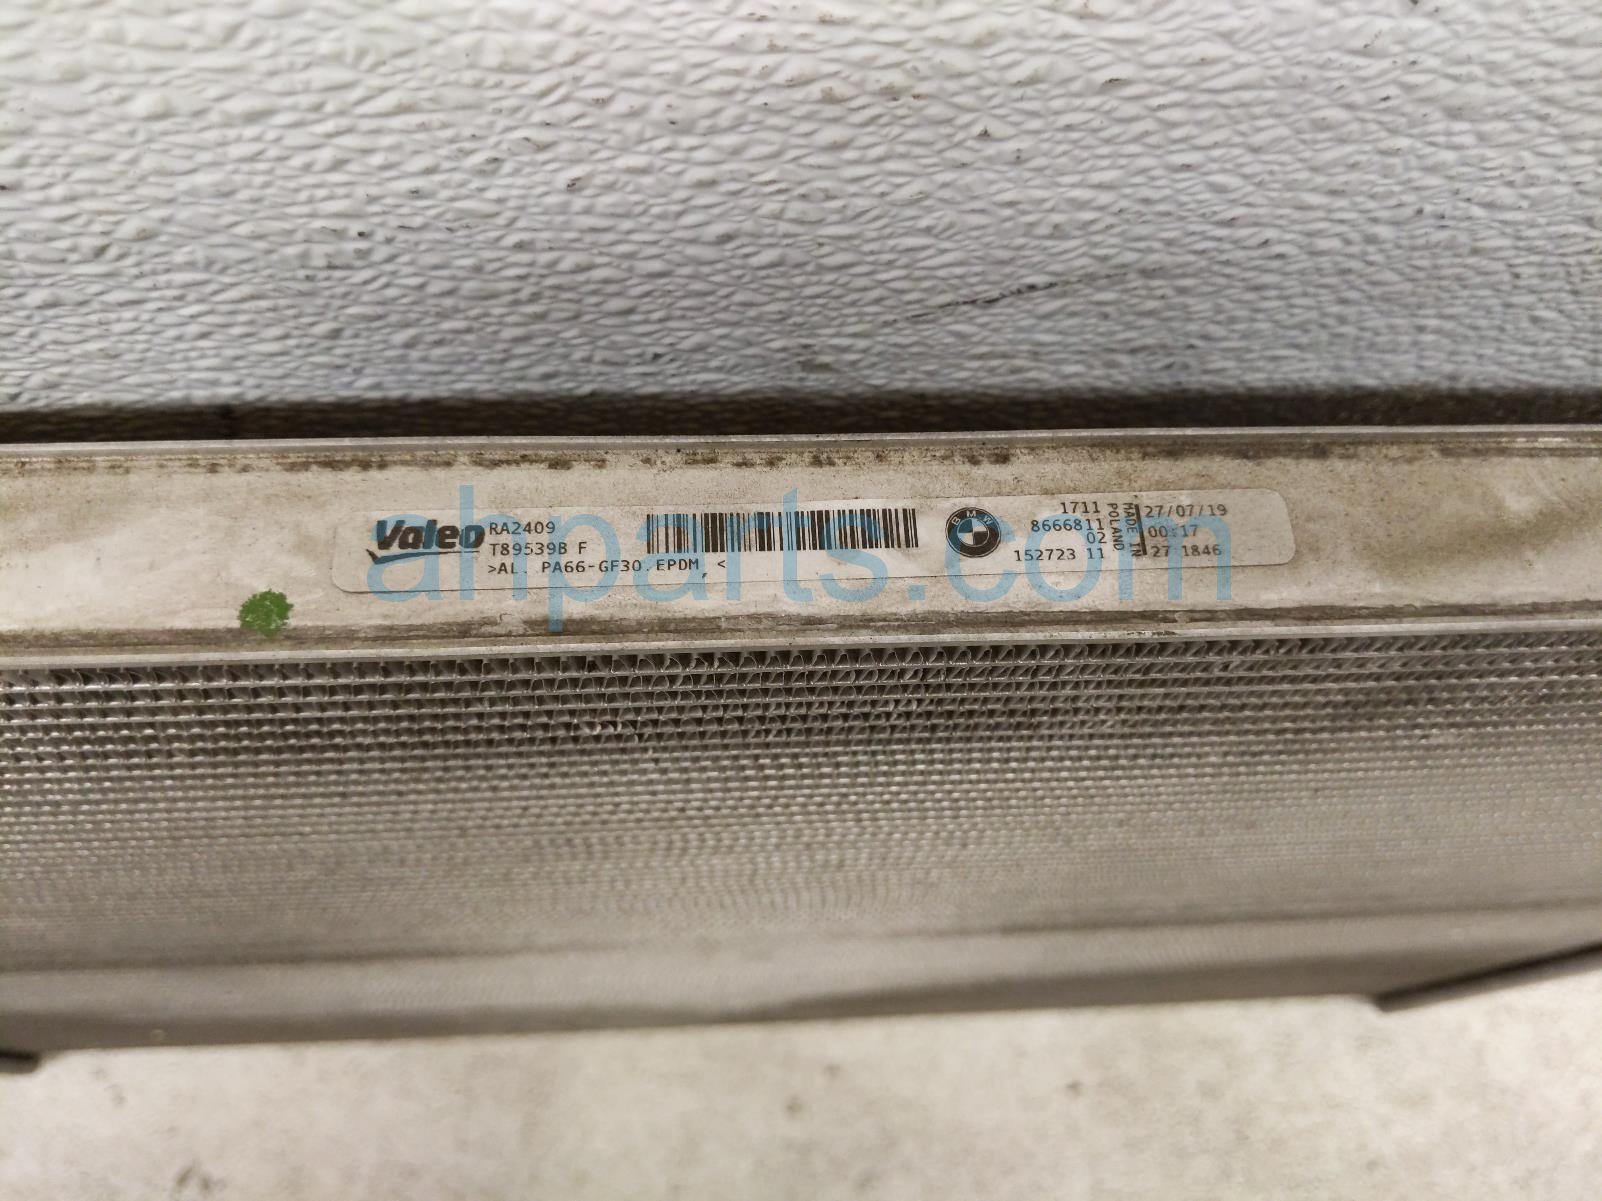 Valeo
RA2409
T89539B F
>AL. PA66-GF30.EPDM, <
BMW
1711
8666811
02
152723 11
MADE IN
POLAND
27/07/19
00:17
27 1846
ahparts.com